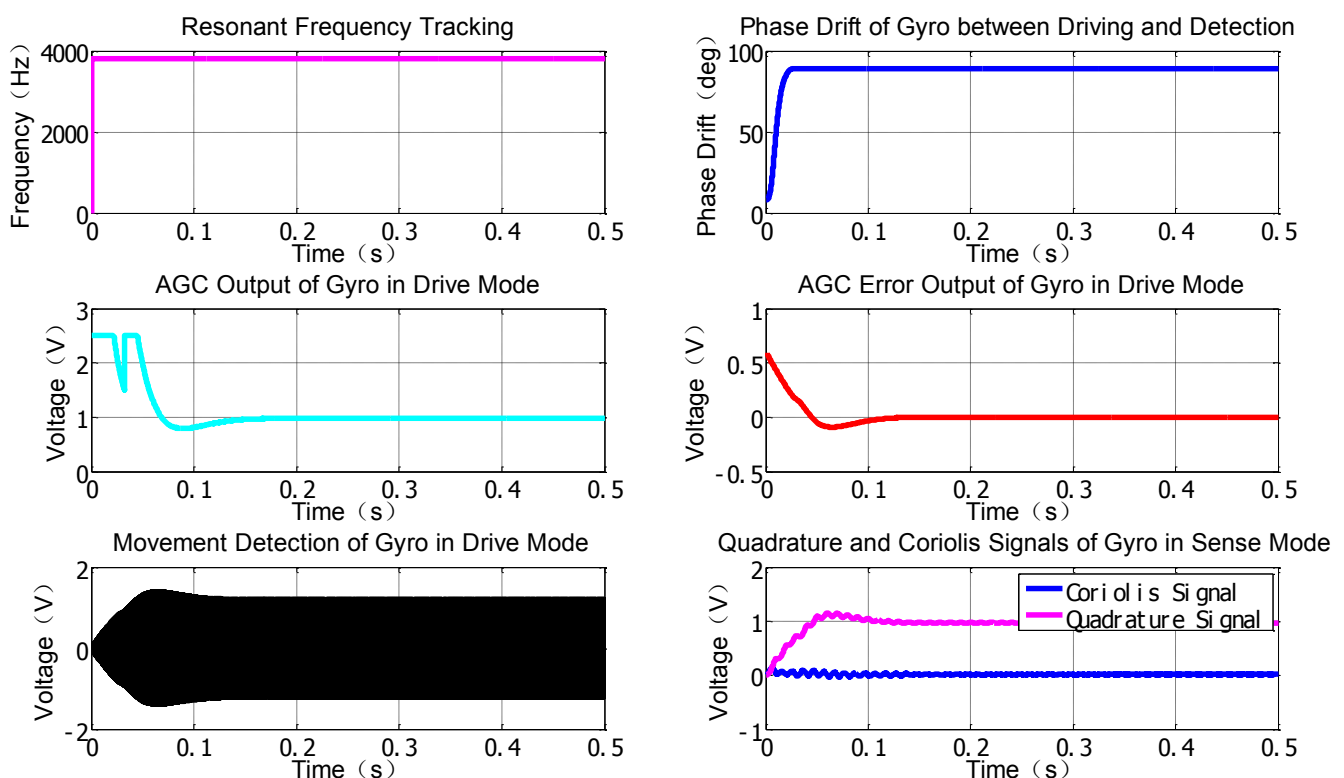 Resonant Frequency Tracking
Frequency（Hz）
4000
2000
0
0 0.1 0.2 0.3 0.4 0.5
Time（s）
Phase Drift of Gyro between Driving and Detection
Phase Drift（deg）
100
50
0
0 0.1 0.2 0.3 0.4 0.5
Time（s）
AGC Output of Gyro in Drive Mode
Voltage（V）
3
2
1
0
0 0.1 0.2 0.3 0.4 0.5
Time（s）
AGC Error Output of Gyro in Drive Mode
Voltage（V）
1
0.5
0
-0.5
0 0.1 0.2 0.3 0.4 0.5
Time（s）
Movement Detection of Gyro in Drive Mode
Voltage（V）
2
0
-2
0 0.1 0.2 0.3 0.4 0.5
Time（s）
Quadrature and Coriolis Signals of Gyro in Sense Mode
Voltage（V）
2
1
0
-1
Coriolis Signal
Quadrature Signal
0 0.1 0.2 0.3 0.4 0.5
Time（s）